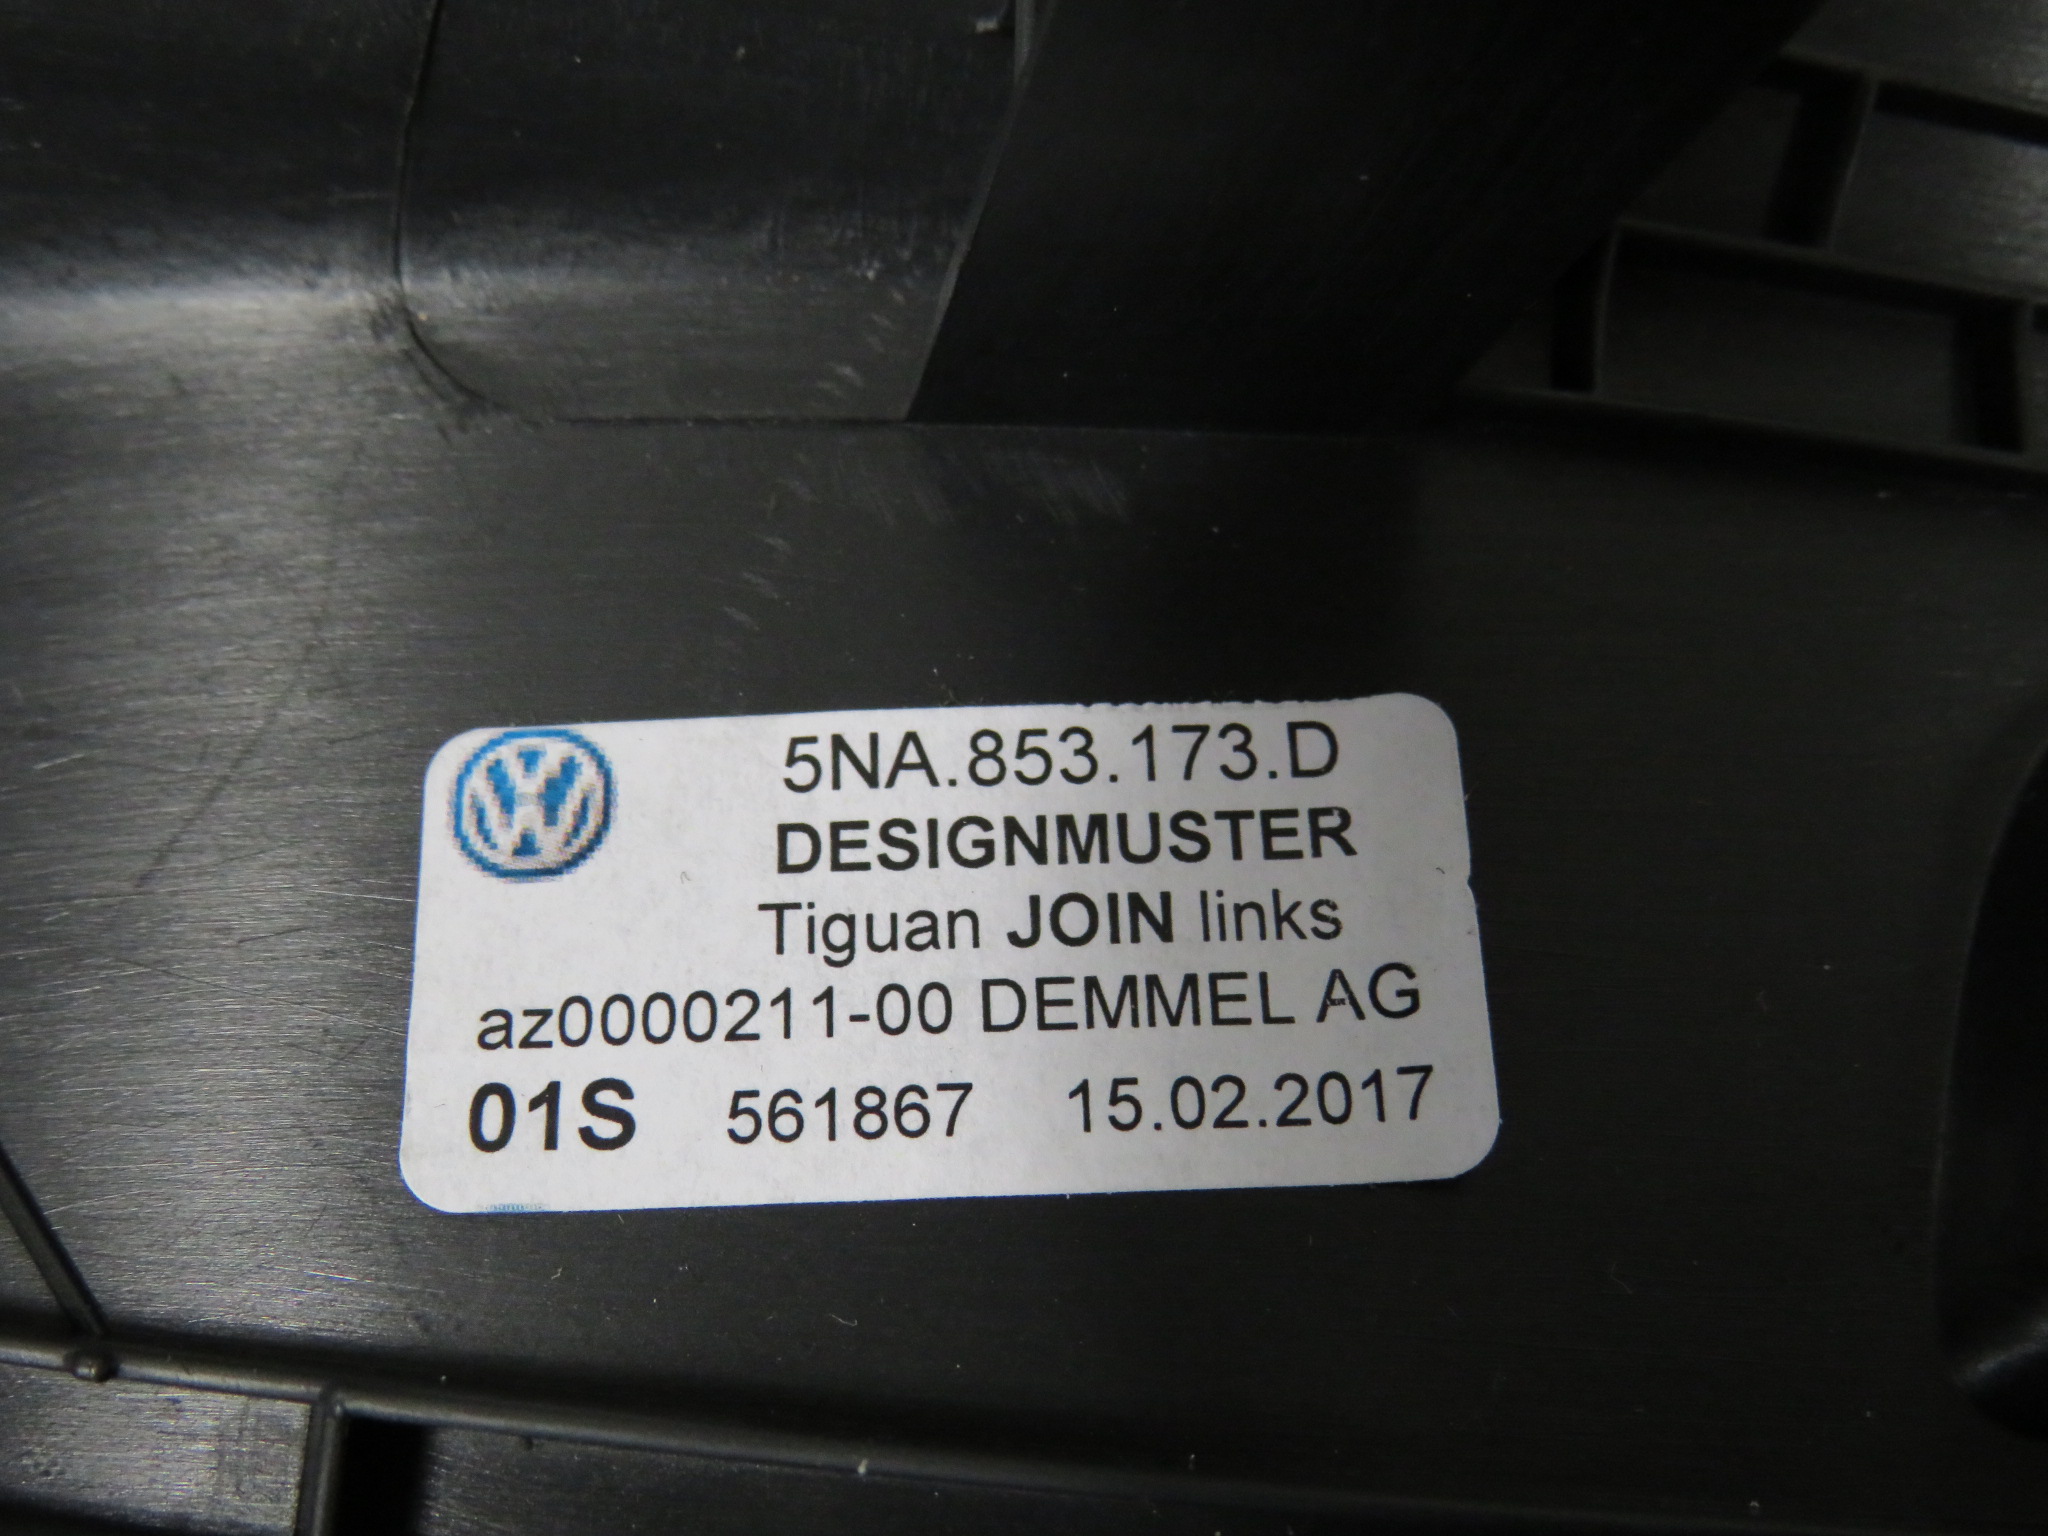 5NA.853.173.D
DESIGNMUSTER
Tiguan JOIN links
az0000211-00 DEMMEL AG
01S 561867 15.02.2017